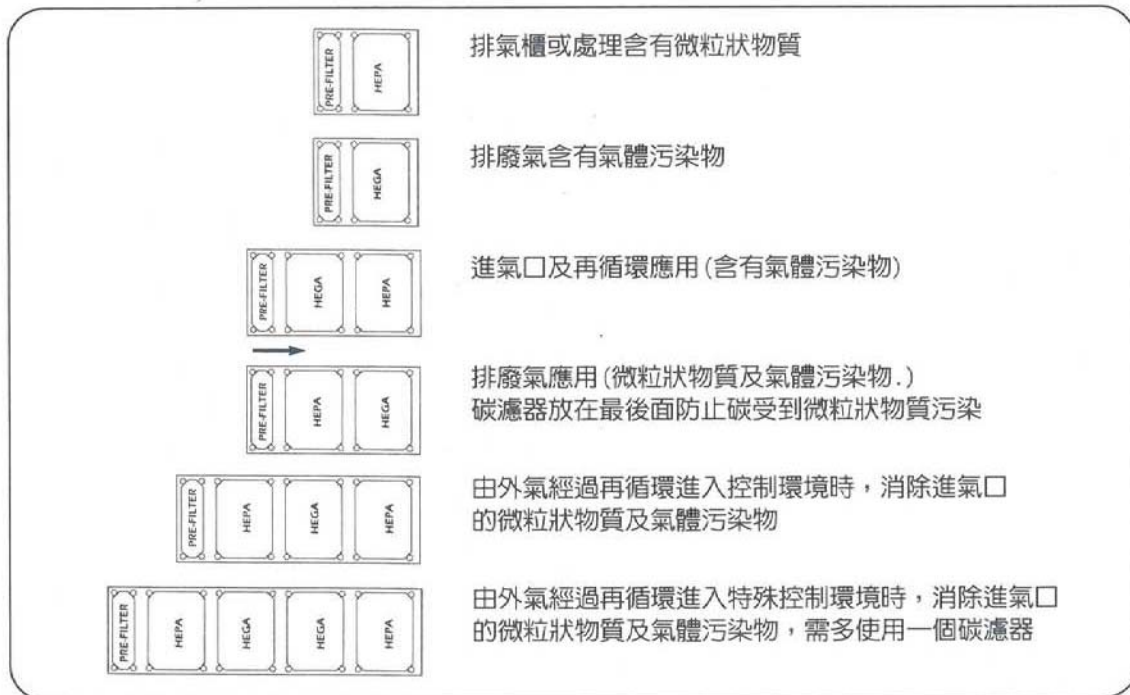 PRE-FILTER HEPA
排氣櫃或處理含有微粒狀物質
PRE-FILTER HEGA
排廢氣含有氣體污染物
PRE-FILTER HEGA HEPA
進氣口及再循環應用(含有氣體污染物)
PRE-FILTER HEPA HEGA
排廢氣應用(微粒狀物質及氣體污染物.)
碳濾器放在最後面防止碳受到微粒狀物質污染
PRE-FILTER HEPA HEGA HEPA
由外氣經過再循環進入控制環境時，消除進氣口
的微粒狀物質及氣體污染物
PRE-FILTER HEPA HEGA HEGA HEPA
由外氣經過再循環進入特殊控制環境時，消除進氣口
的微粒狀物質及氣體污染物，需多使用一個碳濾器